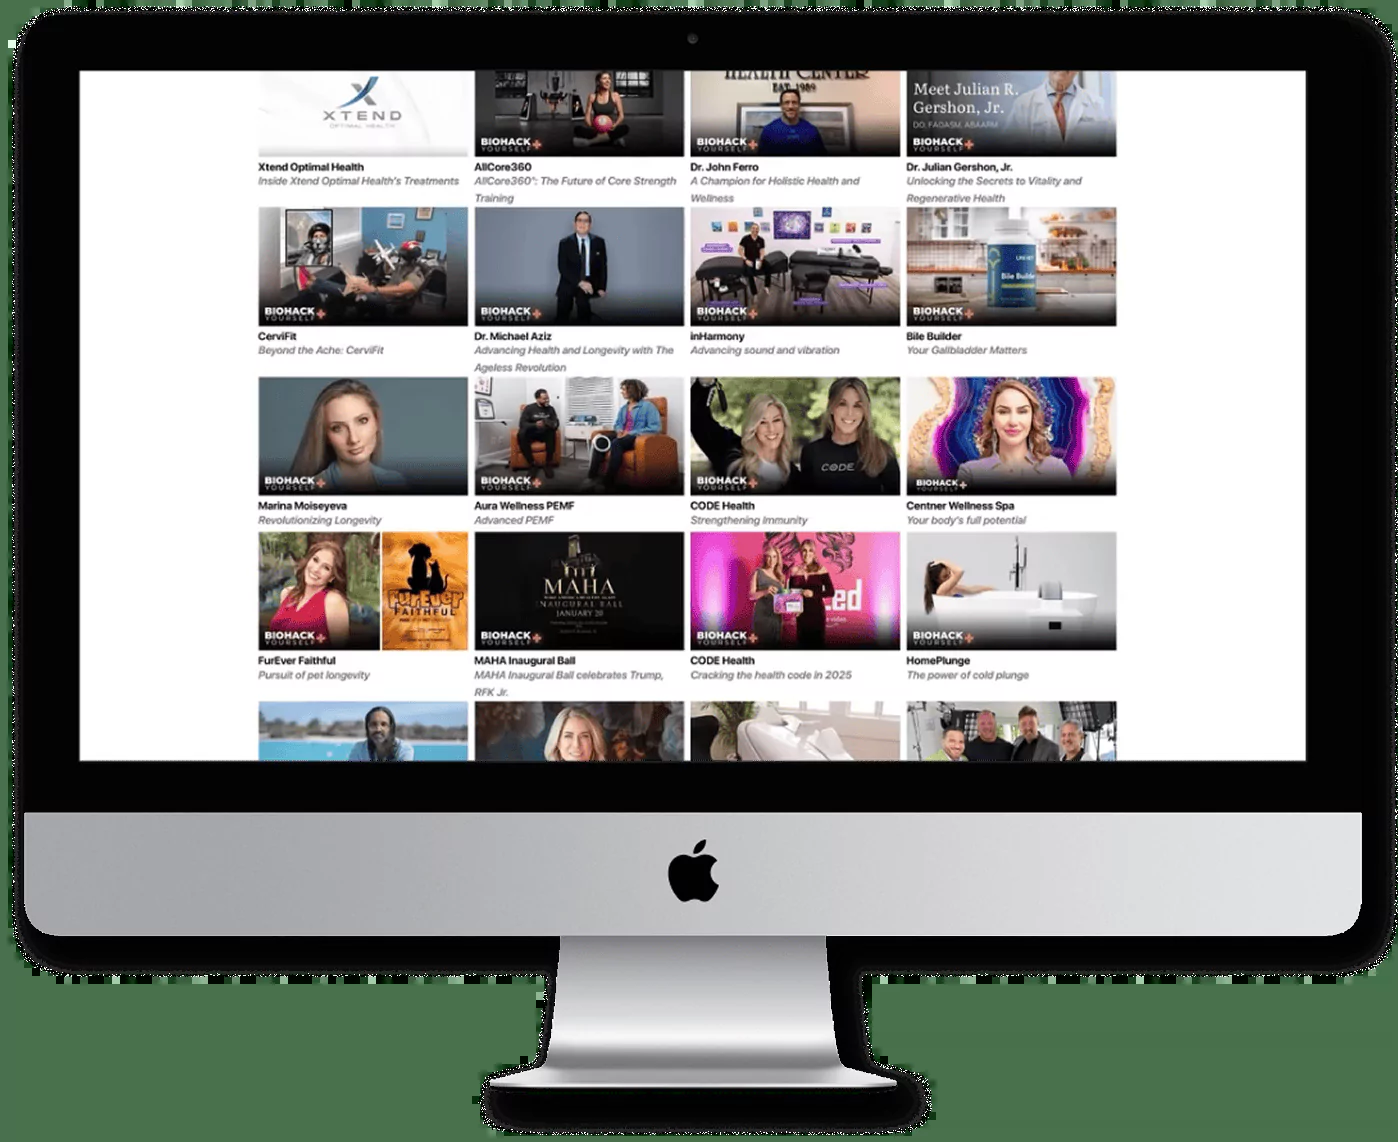 XTEND
OPTIMAL HEALTH
Xtend Optimal Health
Inside Xtend Optimal Health's Treatments
BIOHACK
YOURSELF
AllCore360
AllCore360°: The Future of Core Strength
Training
HEALTH CENTER
EST. 1989
BIOHACK
YOURSELF
Dr. John Ferro
A Champion for Holistic Health and
Wellness
Meet Julian R.
Gershon, Jr.
DO, FAOASM, ABAARM
BIOHACK
YOURSELF
Dr. Julian Gershon, Jr.
Unlocking the Secrets to Vitality and
Regenerative Health
BIOHACK
YOURSELF
CerviFit
Beyond the Ache: CerviFit
BIOHACK
YOURSELF
Dr. Michael Aziz
Advancing Health and Longevity with The
Ageless Revolution
BIOHACK
YOURSELF
inHarmony
Advancing sound and vibration
Bile Builder
BIOHACK
YOURSELF
Bile Builder
Your Gallbladder Matters
BIOHACK
YOURSELF
Marina Moiseyeva
Revolutionizing Longevity
BIOHACK
YOURSELF
Aura Wellness PEMF
Advanced PEMF
CODE
BIOHACK
YOURSELF
CODE Health
Strengthening Immunity
BIOHACK
YOURSELF
Centner Wellness Spa
Your body's full potential
FurEver
FAITHFUL
BIOHACK
YOURSELF
FurEver Faithful
Pursuit of pet longevity
MAHA
INAUGURAL BALL
JANUARY 20
BIOHACK
YOURSELF
MAHA Inaugural Ball
MAHA Inaugural Ball celebrates Trump,
RFK Jr.
BIOHACK
YOURSELF
CODE Health
Cracking the health code in 2025
BIOHACK
YOURSELF
HomePlunge
The power of cold plunge